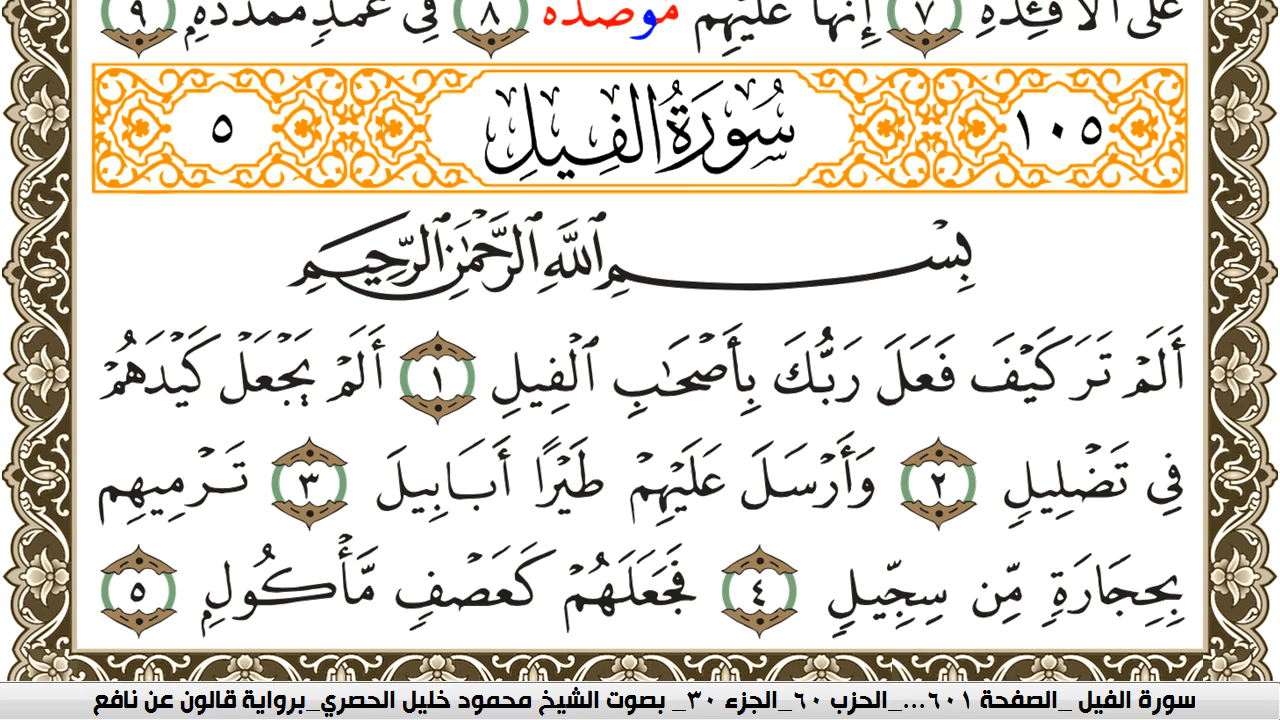 عَلَى ٱلْأَفْـِٔدَةِ ٧ إِنَّهَا عَلَيْهِم مُوصَدَةٌ ٨ فِي عَمَدٍ مُمَدَّدَةٍ ٩
١٠٥ سُورَةُ الْفِيلِ ٥
بِسْمِ ٱللَّهِ ٱلرَّحْمَٰنِ ٱلرَّحِيمِ
أَلَمْ تَرَ كَيْفَ فَعَلَ رَبُّكَ بِأَصْحَٰبِ ٱلْفِيلِ ١ أَلَمْ يَجْعَلْ كَيْدَهُمْ
فِي تَضْلِيلٍ ٢ وَأَرْسَلَ عَلَيْهِمْ طَيْرًا أَبَابِيلَ ٣ تَرْمِيهِم
بِحِجَارَةٍ مِّن سِجِّيلٍ ٤ فَجَعَلَهُمْ كَعَصْفٍ مَّأْكُولٍ ٥
سورة الفيل _الصفحة ٦٠١..._الحزب ٦٠_الجزء ٣٠_ بصوت الشيخ محمود خليل الحصري_برواية قالون عن نافع